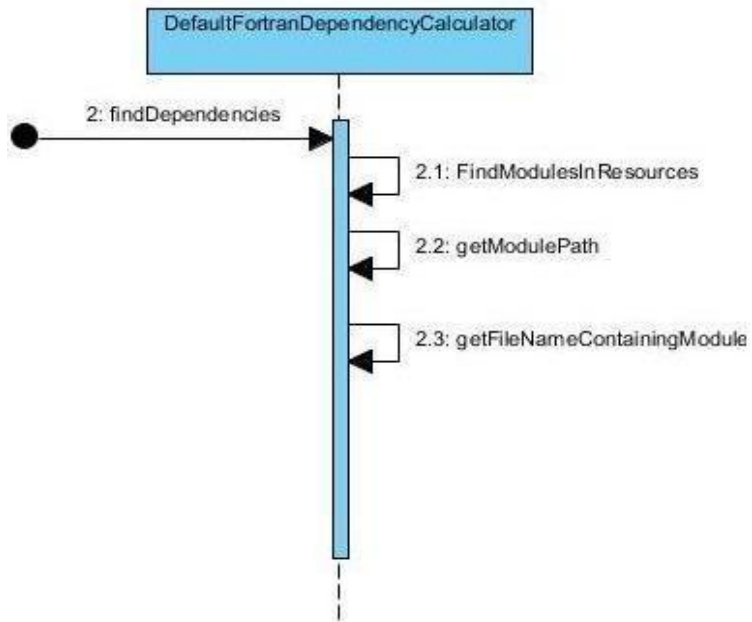 DefaultFortranDependencyCalculator
2: findDependencies
2.1: FindModulesInResources
2.2: getModulePath
2.3: getFileNameContainingModule